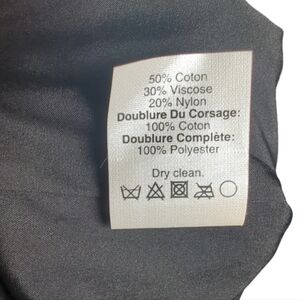 50% Coton
30% Viscose
20% Nylon
Doublure Du Corsage:
100% Coton
Doublure Complète:
100% Polyester
Dry clean.